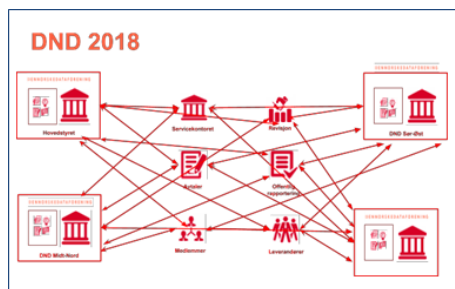 DND 2018
Hovedstyret
Servicekontoret
Revisjon
DND Sør-Øst
Avtaler
Offentlig
rapportering
DND Midt-Nord
Medlemmer
Leverandører